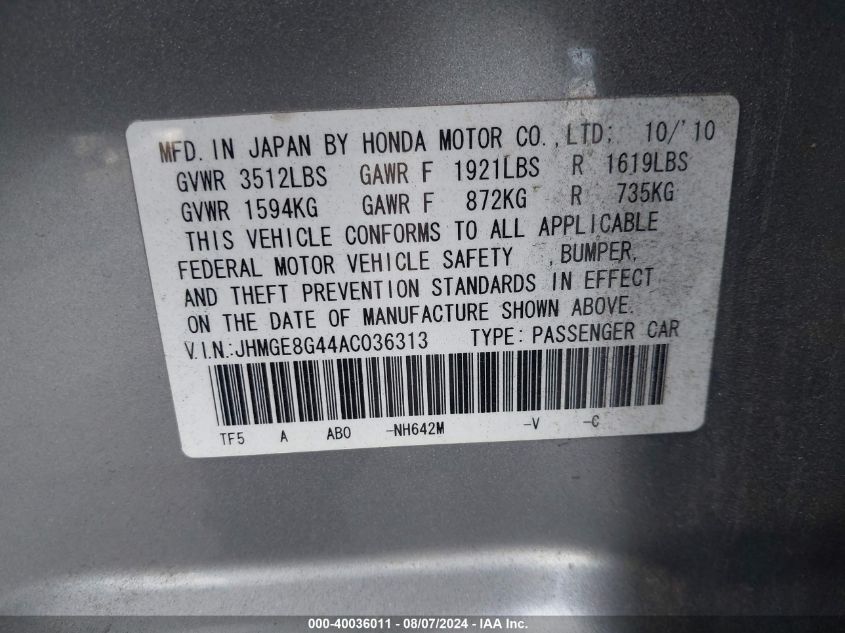 MFD. IN JAPAN BY HONDA MOTOR CO., LTD. 10/'10
GVWR 3512LBS GAWR F 1921LBS R 1619LBS
GVWR 1594KG GAWR F 872KG R 735KG
THIS VEHICLE CONFORMS TO ALL APPLICABLE
FEDERAL MOTOR VEHICLE SAFETY , BUMPER,
AND THEFT PREVENTION STANDARDS IN EFFECT
ON THE DATE OF MANUFACTURE SHOWN ABOVE.
V.I.N.:JHMGE8G44AC036313 TYPE: PASSENGER CAR
TF5 A AB0 -NH642M -V -C
000-40036011 - 08/07/2024 - IAA Inc.